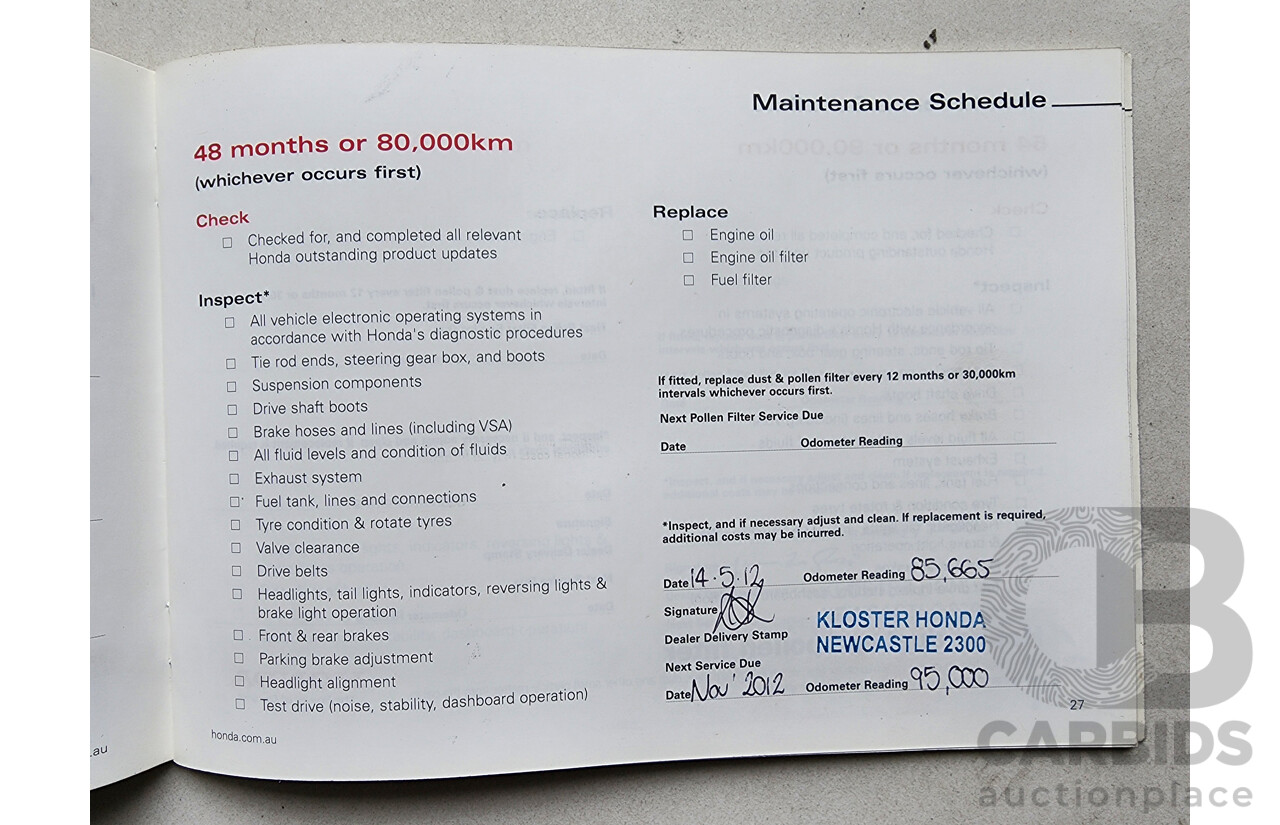 Maintenance Schedule
48 months or 80,000km
(whichever occurs first)
Check
Checked for, and completed all relevant
Honda outstanding product updates
Inspect*
All vehicle electronic operating systems in
accordance with Honda's diagnostic procedures
Tie rod ends, steering gear box, and boots
Suspension components
Drive shaft boots
Brake hoses and lines (including VSA)
All fluid levels and condition of fluids
Exhaust system
Fuel tank, lines and connections
Tyre condition & rotate tyres
Valve clearance
Drive belts
Headlights, tail lights, indicators, reversing lights &
brake light operation
Front & rear brakes
Parking brake adjustment
Headlight alignment
Test drive (noise, stability, dashboard operation)
honda.com.au
Replace
Engine oil
Engine oil filter
Fuel filter
If fitted, replace dust & pollen filter every 12 months or 30,000km
intervals whichever occurs first.
Next Pollen Filter Service Due
Date Odometer Reading
*Inspect, and if necessary adjust and clean. If replacement is required,
additional costs may be incurred.
Date 14.5.12 Odometer Reading 85,665
Signature
Dealer Delivery Stamp
KLOSTER HONDA
NEWCASTLE 2300
Next Service Due
Date Nov' 2012 Odometer Reading 95,000
27
.au
CARBIDS
auctionplace